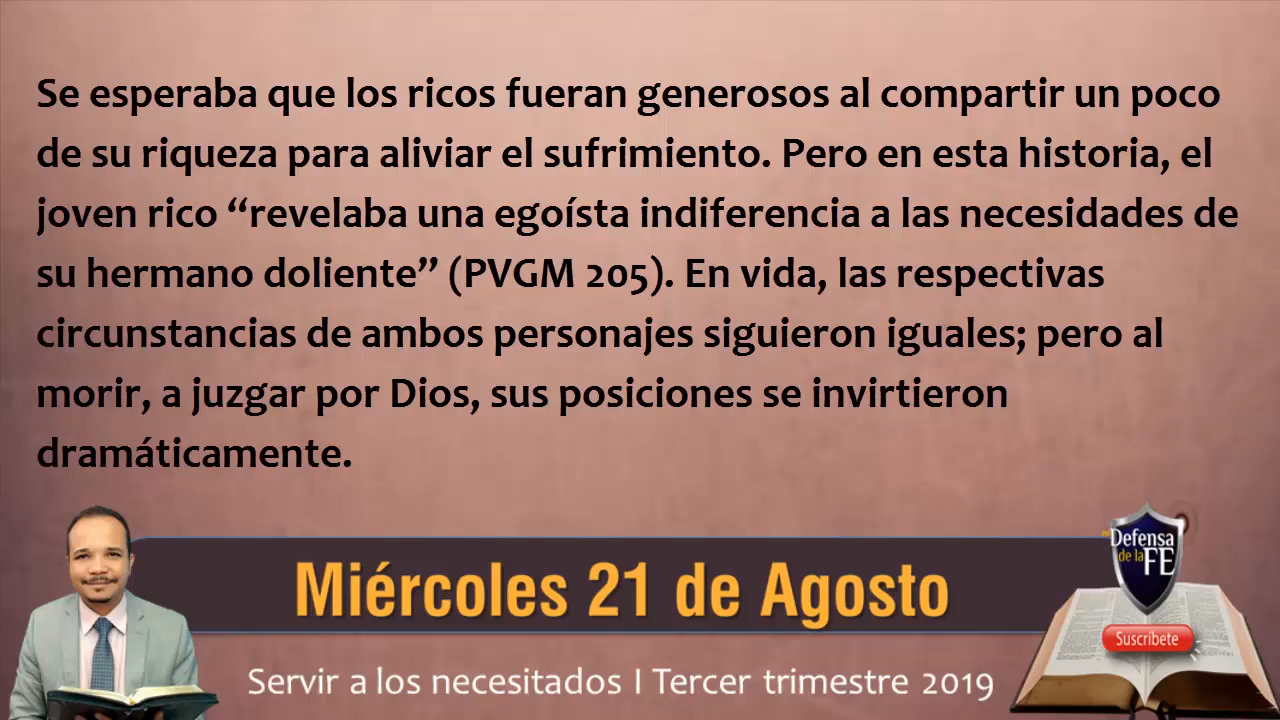 Se esperaba que los ricos fueran generosos al compartir un poco
de su riqueza para aliviar el sufrimiento. Pero en esta historia, el
joven rico “revelaba una egoísta indiferencia a las necesidades de
su hermano doliente” (PVGM 205). En vida, las respectivas
circunstancias de ambos personajes siguieron iguales; pero al
morir, a juzgar por Dios, sus posiciones se invirtieron
dramáticamente.
Defensa
de la FE
Miércoles 21 de Agosto
Suscríbete
Servir a los necesitados I Tercer trimestre 2019